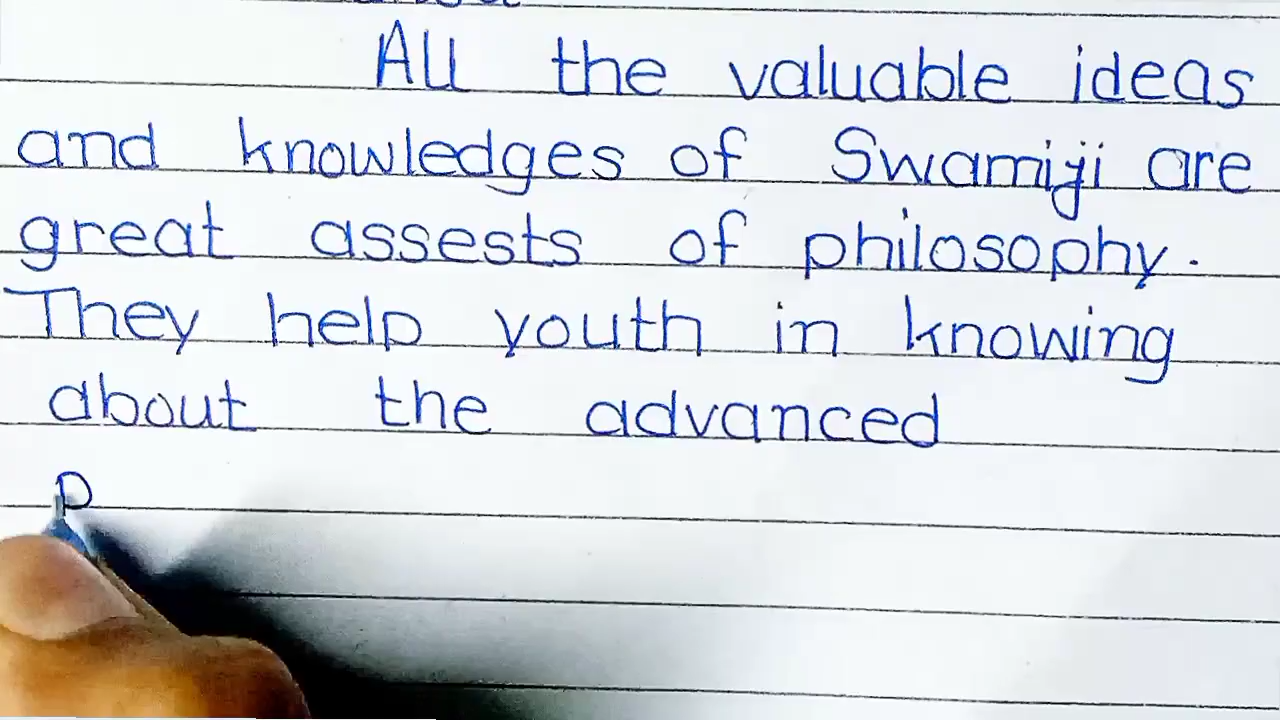 All the valuable ideas
and knowledges of Swamiji are
great assests of philosophy.
They help youth in knowing
about the advanced
p